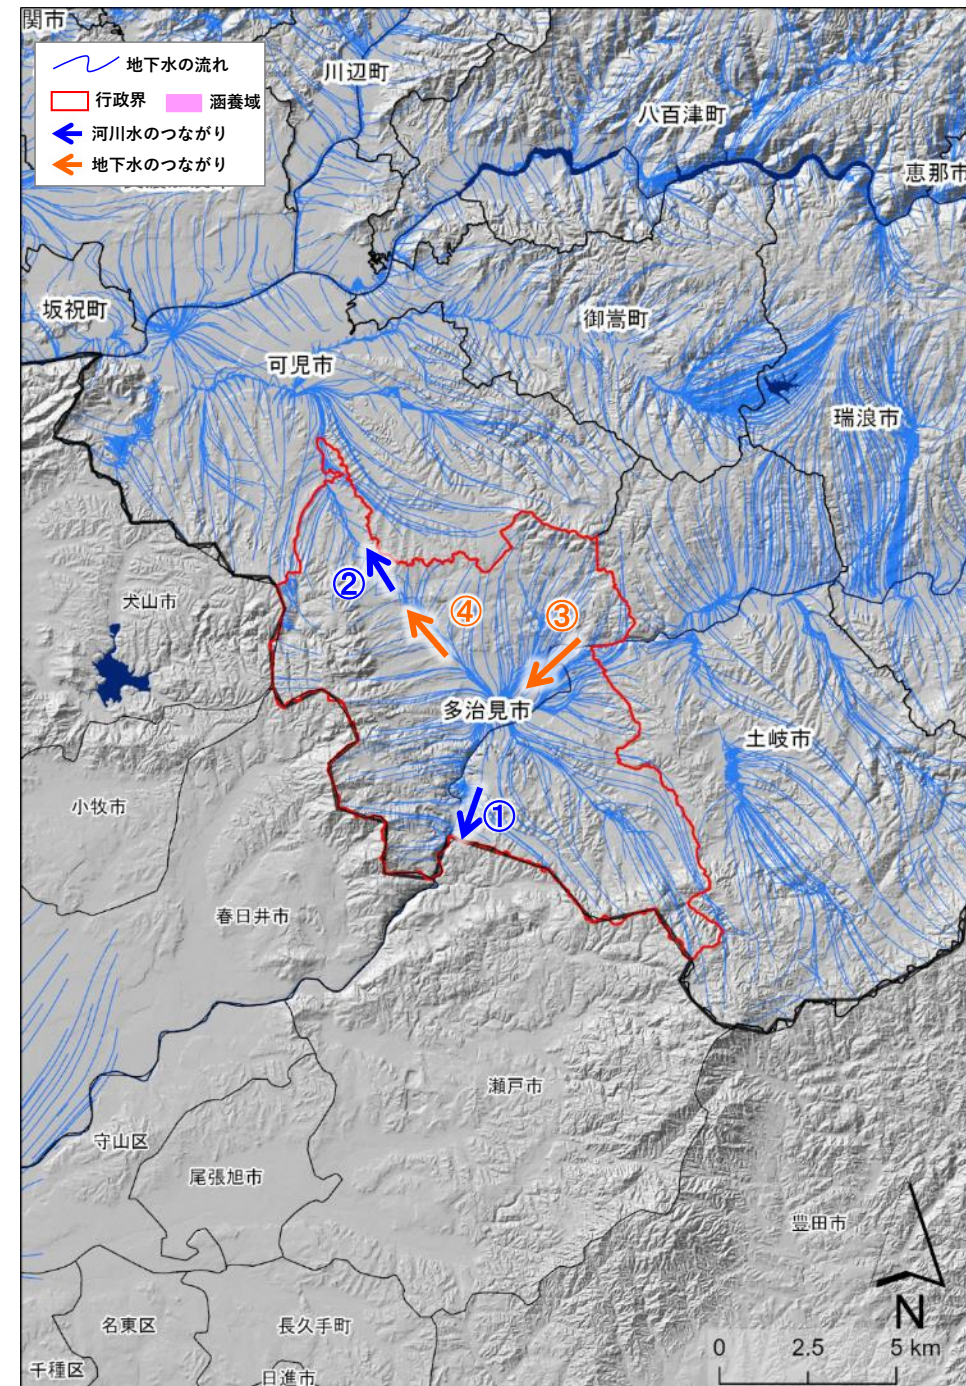 関市
地下水の流れ
行政界
涵養域
河川水のつながり
地下水のつながり
川辺町
八百津町
恵那市
坂祝町
御嵩町
可児市
瑞浪市
②
犬山市
④
③
多治見市
土岐市
小牧市
①
春日井市
瀬戸市
守山区
尾張旭市
豊田市
名東区
長久手町
千種区
日進市
N
0 2.5 5 km